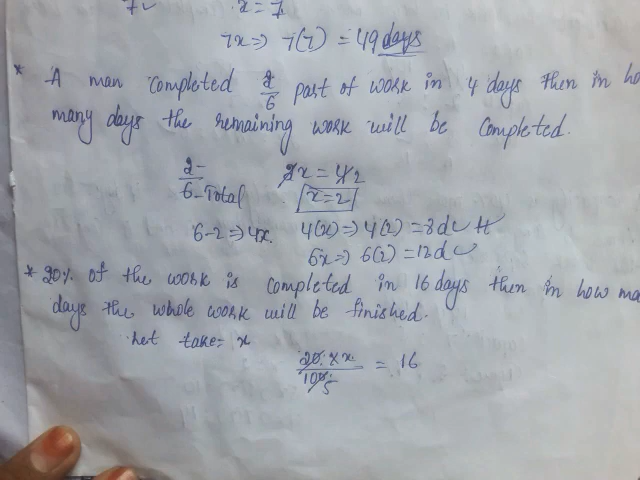 x = 7
7x => 7(7) = 49 days
* A man completed 2/6 part of work in 4 days then in ho
many days the remaining work will be completed.
2/6 - Total 2x = 4 2
x = 2
6-2 => 4x. 4(x) => 4(2) = 8d
6x => 6(2) = 12d
* 20% of the work is completed in 16 days then in how ma
days the whole work will be finished.
let take = x
20 × x / 100 5 = 16